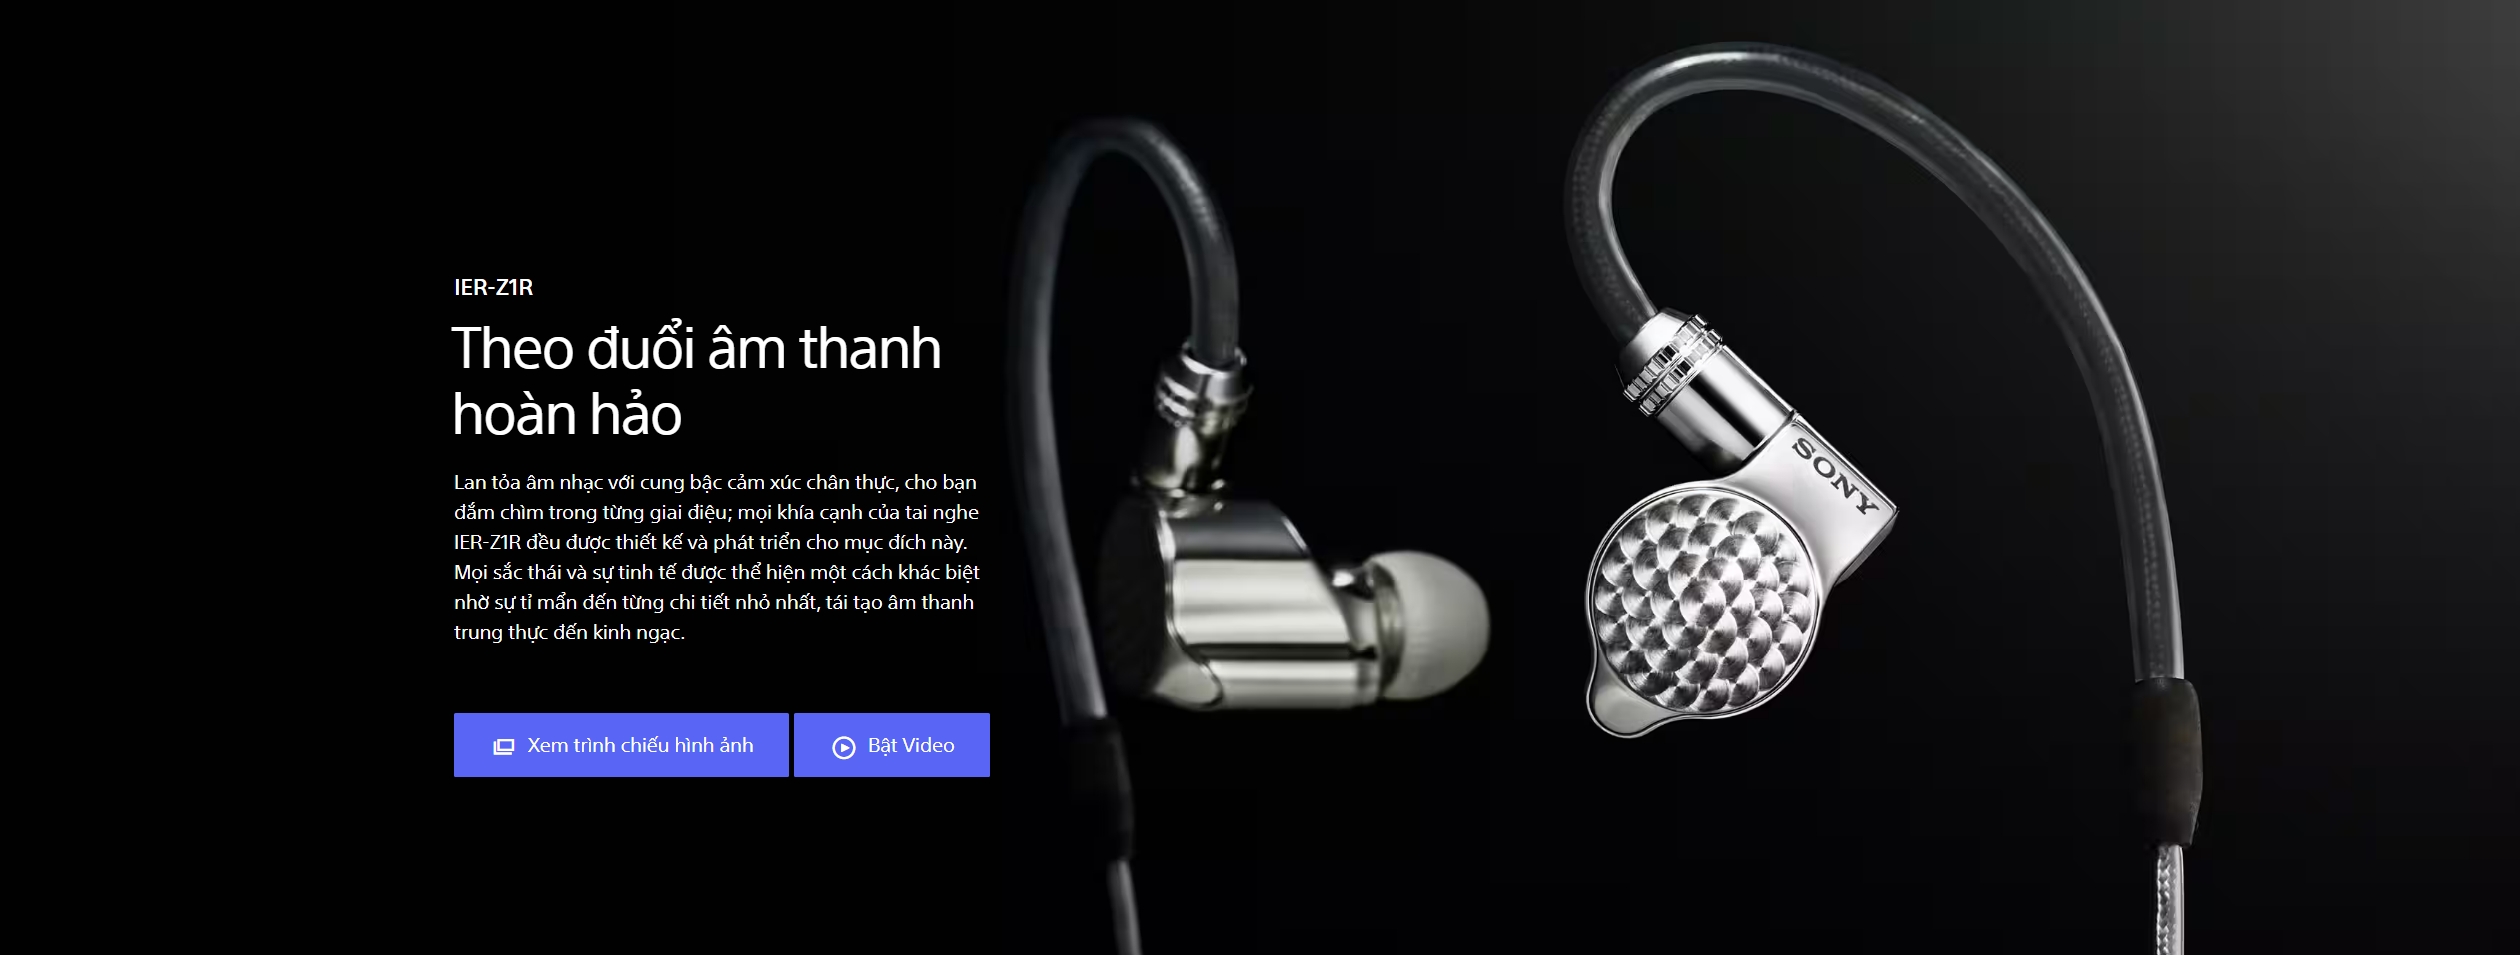 IER-Z1R
Theo đuổi âm thanh
hoàn hảo
Lan tỏa âm nhạc với cung bậc cảm xúc chân thực, cho bạn
đắm chìm trong từng giai điệu; mọi khía cạnh của tai nghe
IER-Z1R đều được thiết kế và phát triển cho mục đích này.
Mọi sắc thái và sự tinh tế được thể hiện một cách khác biệt
nhờ sự tỉ mẩn đến từng chi tiết nhỏ nhất, tái tạo âm thanh
trung thực đến kinh ngạc.
Xem trình chiếu hình ảnh
Bật Video
SONY